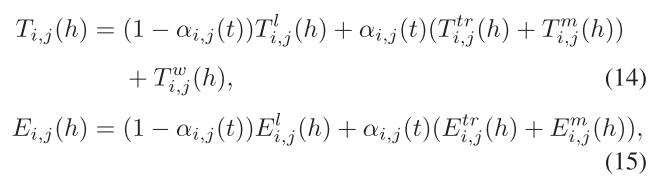 T_{i,j}(h) = (1 − α_{i,j}(t))T^{l}_{i,j}(h) + α_{i,j}(t)(T^{tr}_{i,j}(h) + T^{m}_{i,j}(h))
+ T^{w}_{i,j}(h), (14)
E_{i,j}(h) = (1 − α_{i,j}(t))E^{l}_{i,j}(h) + α_{i,j}(t)(E^{tr}_{i,j}(h) + E^{m}_{i,j}(h)),
(15)